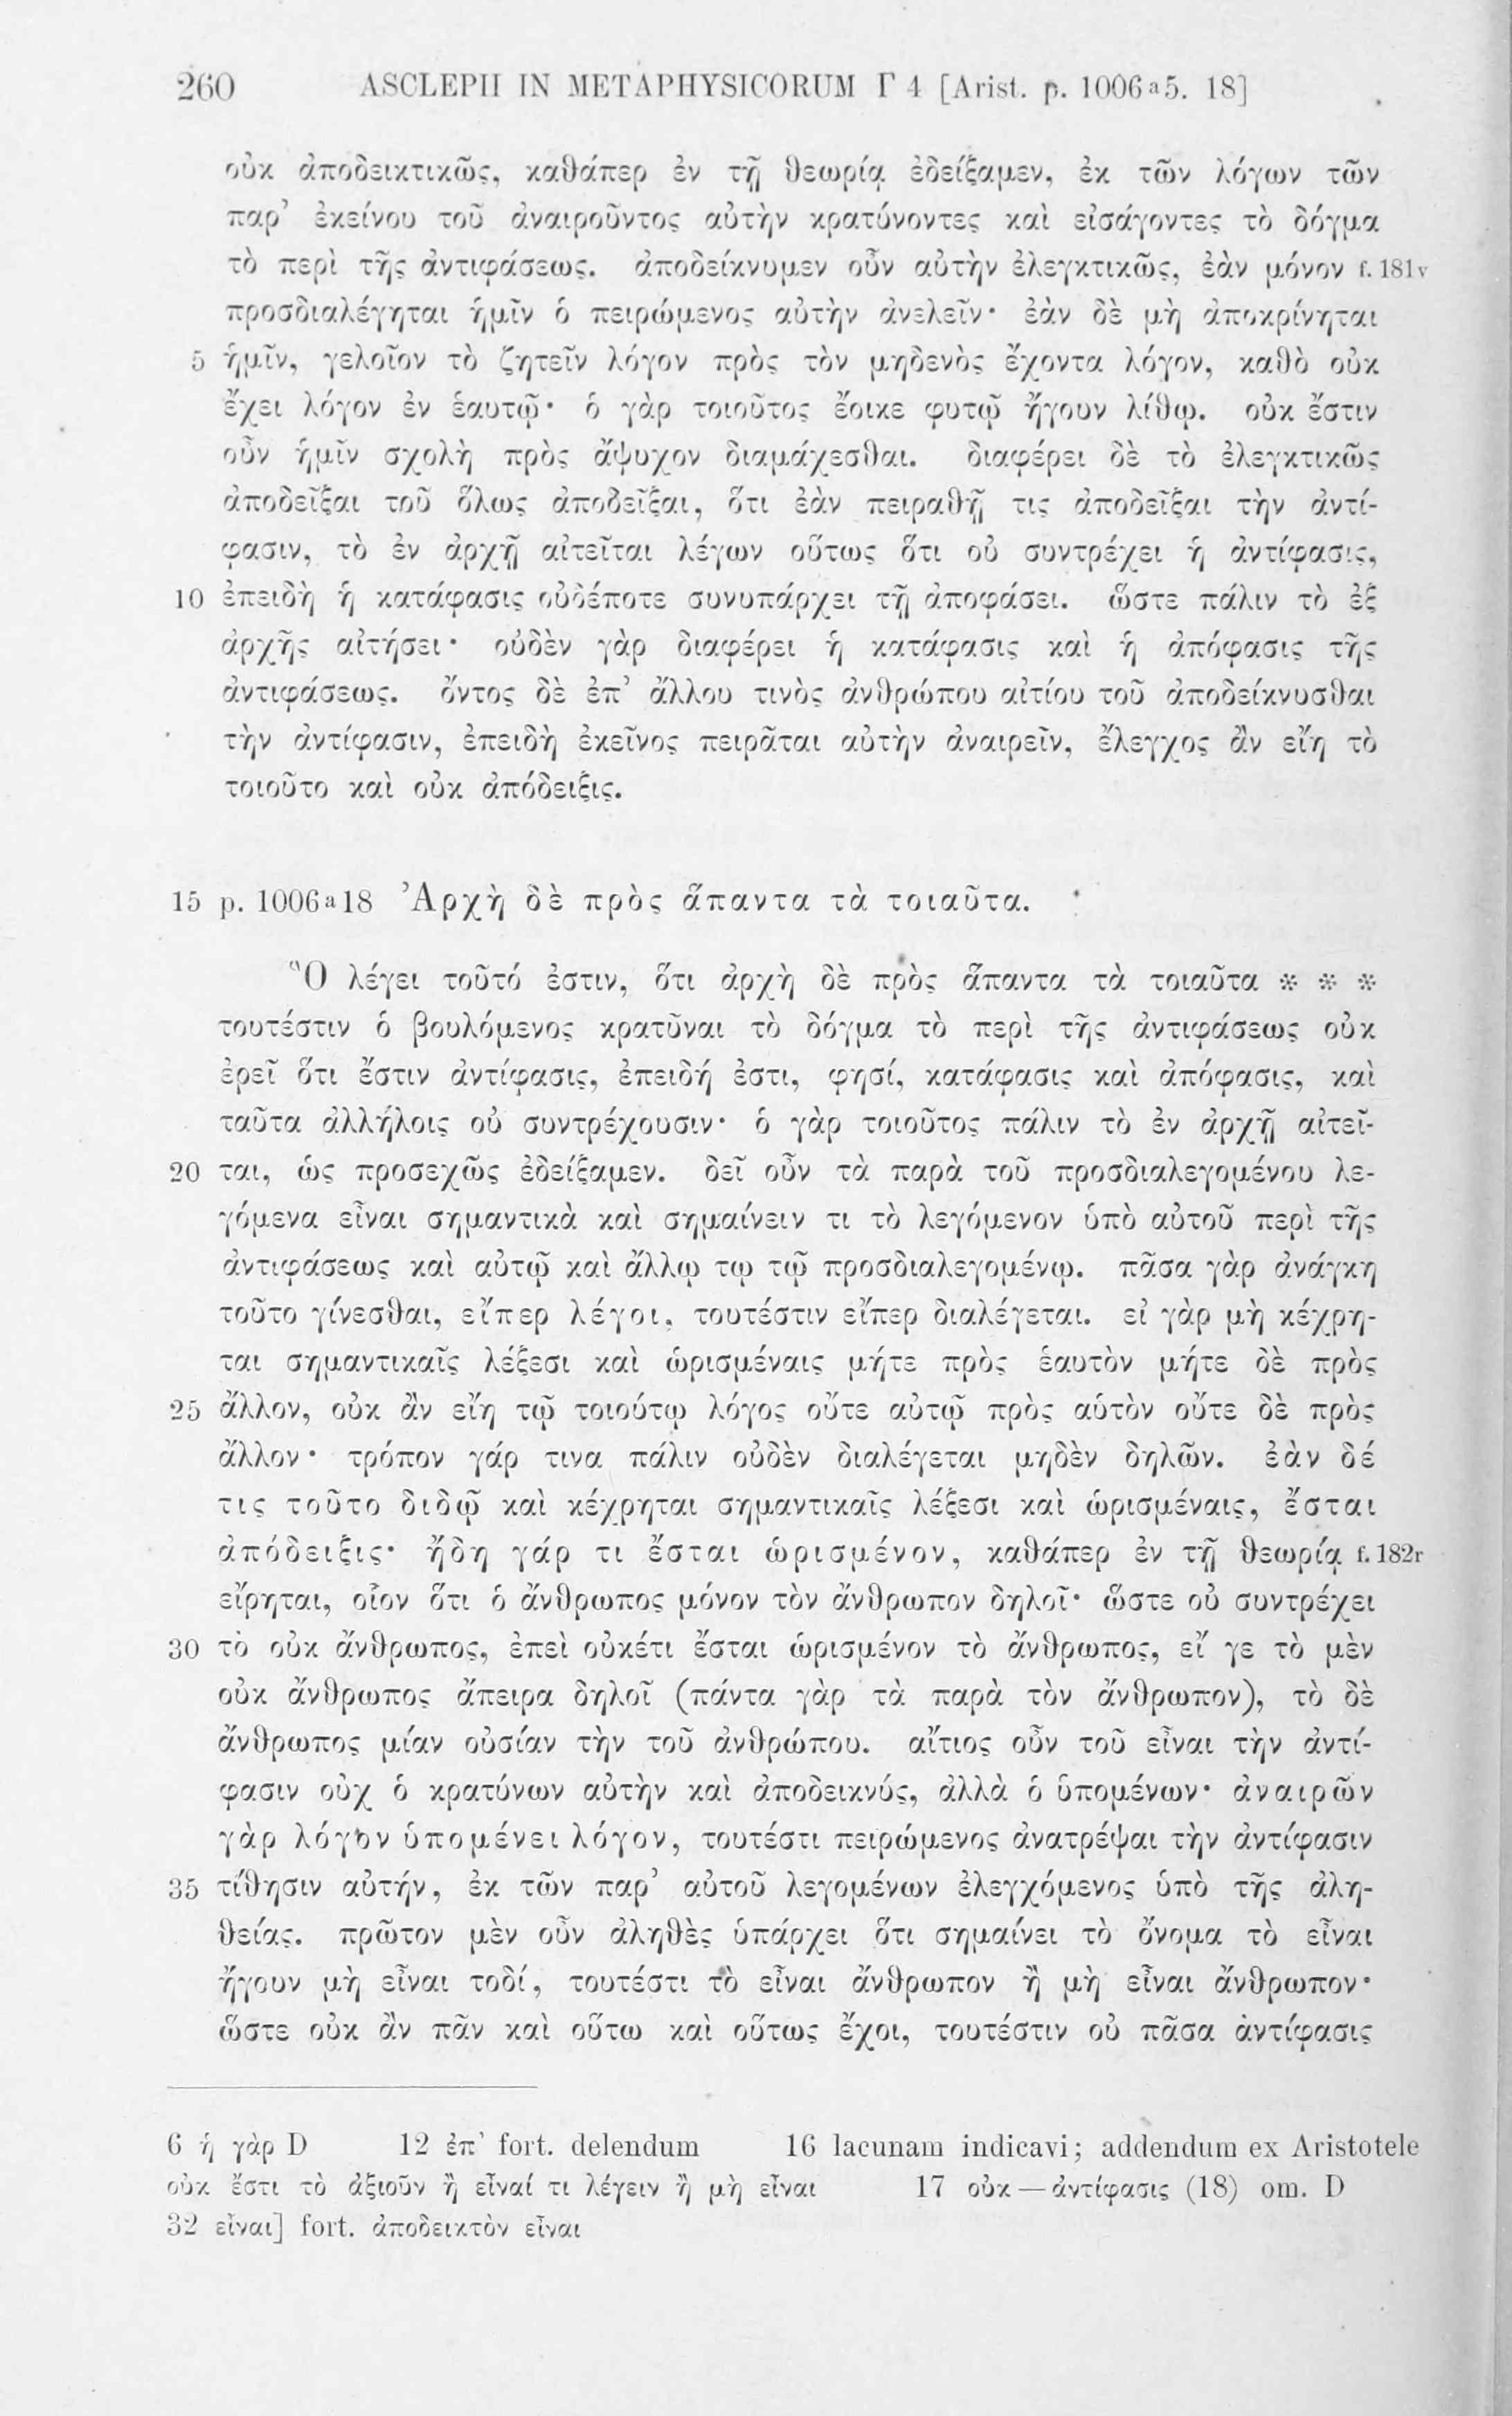 260 ASCLEPII IN METAPHYSICORUM Γ 4 [Arist. p. 1006ª5. 18]
οὐκ ἀποδεικτικῶς, καθάπερ ἐν τῇ θεωρίᾳ ἐδείξαμεν, ἐκ τῶν λόγων τῶν
παρ’ ἐκείνου τοῦ ἀναιροῦντος αὐτὴν κρατύνοντες καὶ εἰσάγοντες τὸ δόγμα
τὸ περὶ τῆς ἀντιφάσεως. ἀποδείκνυμεν οὖν αὐτὴν ἐλεγκτικῶς, ἐὰν μόνον f. 181v
προσδιαλέγηται ἡμῖν ὁ πειρώμενος αὐτὴν ἀνελεῖν· ἐὰν δὲ μὴ ἀποκρίνηται
5 ἡμῖν, γελοῖον τὸ ζητεῖν λόγον πρὸς τὸν μηδενὸς ἔχοντα λόγον, καθὸ οὐκ
ἔχει λόγον ἐν ἑαυτῷ· ὁ γὰρ τοιοῦτος ἔοικε φυτῷ ἤγουν λίθῳ. οὐκ ἔστιν
οὖν ἡμῖν σχολὴ πρὸς ἄψυχον διαμάχεσθαι. διαφέρει δὲ τὸ ἐλεγκτικῶς
ἀποδεῖξαι τοῦ ὅλως ἀποδεῖξαι, ὅτι ἐὰν πειραθῇ τις ἀποδεῖξαι τὴν ἀντί-
φασιν, τὸ ἐν ἀρχῇ αἰτεῖται λέγων οὕτως ὅτι οὐ συντρέχει ἡ ἀντίφασις,
10 ἐπειδὴ ἡ κατάφασις οὐδέποτε συνυπάρχει τῇ ἀποφάσει. ὥστε πάλιν τὸ ἐξ
ἀρχῆς αἰτήσει· οὐδὲν γὰρ διαφέρει ἡ κατάφασις καὶ ἡ ἀπόφασις τῆς
ἀντιφάσεως. ὄντος δὲ ἐπ’ ἄλλου τινὸς ἀνθρώπου αἰτίου τοῦ ἀποδείκνυσθαι
τὴν ἀντίφασιν, ἐπειδὴ ἐκεῖνος πειρᾶται αὐτὴν ἀναιρεῖν, ἔλεγχος ἂν εἴη τὸ
τοιοῦτο καὶ οὐκ ἀπόδειξις.
15 p. 1006ª18 Ἀρχὴ δὲ πρὸς ἅπαντα τὰ τοιαῦτα.
Ὃ λέγει τοῦτό ἐστιν, ὅτι ἀρχὴ δὲ πρὸς ἅπαντα τὰ τοιαῦτα * * *
τουτέστιν ὁ βουλόμενος κρατῦναι τὸ δόγμα τὸ περὶ τῆς ἀντιφάσεως οὐκ
ἐρεῖ ὅτι ἔστιν ἀντίφασις, ἐπειδή ἐστι, φησί, κατάφασις καὶ ἀπόφασις, καὶ
ταῦτα ἀλλήλοις οὐ συντρέχουσιν· ὁ γὰρ τοιοῦτος πάλιν τὸ ἐν ἀρχῇ αἰτεῖ-
20 ται, ὡς προσεχῶς ἐδείξαμεν. δεῖ οὖν τὰ παρὰ τοῦ προσδιαλεγομένου λε-
γόμενα εἶναι σημαντικὰ καὶ σημαίνειν τι τὸ λεγόμενον ὑπὸ αὐτοῦ περὶ τῆς
ἀντιφάσεως καὶ αὐτῷ καὶ ἄλλῳ τῳ τῷ προσδιαλεγομένῳ. πᾶσα γὰρ ἀνάγκη
τοῦτο γίνεσθαι, εἴπερ λέγοι, τουτέστιν εἴπερ διαλέγεται. εἰ γὰρ μὴ κέχρη-
ται σημαντικαῖς λέξεσι καὶ ὡρισμέναις μήτε πρὸς ἑαυτὸν μήτε δὲ πρὸς
25 ἄλλον, οὐκ ἂν εἴη τῷ τοιούτῳ λόγος οὔτε αὐτῷ πρὸς αὑτὸν οὔτε δὲ πρὸς
ἄλλον· τρόπον γάρ τινα πάλιν οὐδὲν διαλέγεται μηδὲν δηλῶν. ἐὰν δέ
τις τοῦτο διδῷ καὶ κέχρηται σημαντικαῖς λέξεσι καὶ ὡρισμέναις, ἔσται
ἀπόδειξις· ἤδη γάρ τι ἔσται ὡρισμένον, καθάπερ ἐν τῇ θεωρίᾳ f. 182r
εἴρηται, οἷον ὅτι ὁ ἄνθρωπος μόνον τὸν ἄνθρωπον δηλοῖ· ὥστε οὐ συντρέχει
30 τὸ οὐκ ἄνθρωπος, ἐπεὶ οὐκέτι ἔσται ὡρισμένον τὸ ἄνθρωπος, εἴ γε τὸ μὲν
οὐκ ἄνθρωπος ἄπειρα δηλοῖ (πάντα γὰρ τὰ παρὰ τὸν ἄνθρωπον), τὸ δὲ
ἄνθρωπος μίαν οὐσίαν τὴν τοῦ ἀνθρώπου. αἴτιος οὖν τοῦ εἶναι τὴν ἀντί-
φασιν οὐχ ὁ κρατύνων αὐτὴν καὶ ἀποδεικνύς, ἀλλὰ ὁ ὑπομένων· ἀναιρῶν
γὰρ λόγον ὑπομένει λόγον, τουτέστι πειρώμενος ἀνατρέψαι τὴν ἀντίφασιν
35 τίθησιν αὐτήν, ἐκ τῶν παρ’ αὐτοῦ λεγομένων ἐλεγχόμενος ὑπὸ τῆς ἀλη-
θείας. πρῶτον μὲν οὖν ἀληθὲς ὑπάρχει ὅτι σημαίνει τὸ ὄνομα τὸ εἶναι
ἤγουν μὴ εἶναι τοδί, τουτέστι τὸ εἶναι ἄνθρωπον ἢ μὴ εἶναι ἄνθρωπον·
ὥστε οὐκ ἂν πᾶν καὶ οὕτω καὶ οὕτως ἔχοι, τουτέστιν οὐ πᾶσα ἀντίφασις
6 ἡ γὰρ D 12 ἐπ’ fort. delendum 16 lacunam indicavi; addendum ex Aristotele
οὐκ ἔστι τὸ ἀξιοῦν ἢ εἶναί τι λέγειν ἢ μὴ εἶναι 17 οὐκ — ἀντίφασις (18) om. D
32 εἶναι] fort. ἀποδεικτὸν εἶναι